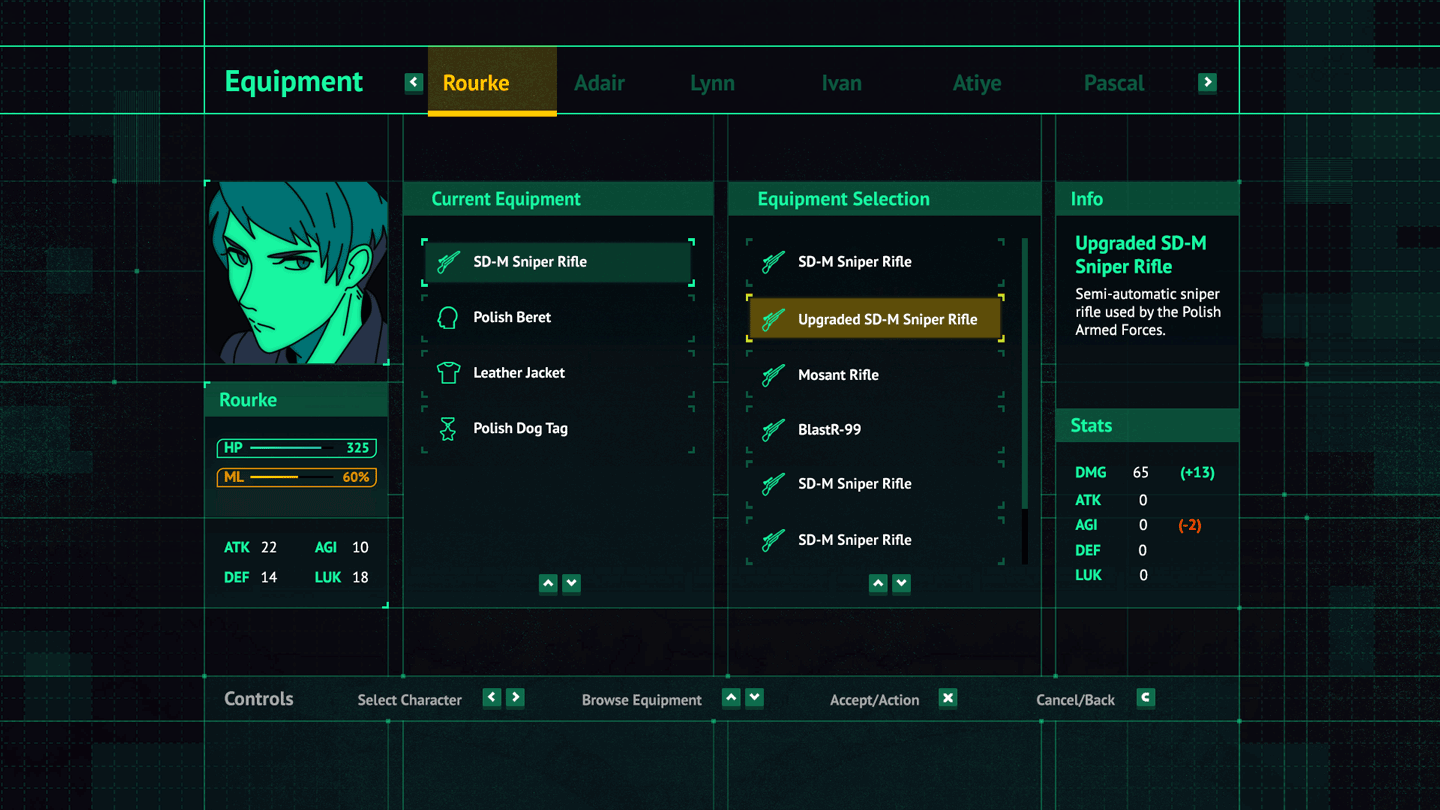 Equipment
Rourke
Adair
Lynn
Ivan
Atiye
Pascal
Rourke
HP 325
ML 60%
ATK 22 AGI 10
DEF 14 LUK 18
Current Equipment
SD-M Sniper Rifle
Polish Beret
Leather Jacket
Polish Dog Tag
Equipment Selection
SD-M Sniper Rifle
Upgraded SD-M Sniper Rifle
Mosant Rifle
BlastR-99
SD-M Sniper Rifle
SD-M Sniper Rifle
Info
Upgraded SD-M
Sniper Rifle
Semi-automatic sniper
rifle used by the Polish
Armed Forces.
Stats
DMG 65 (+13)
ATK 0
AGI 0 (-2)
DEF 0
LUK 0
Controls
Select Character
Browse Equipment
Accept/Action X
Cancel/Back C